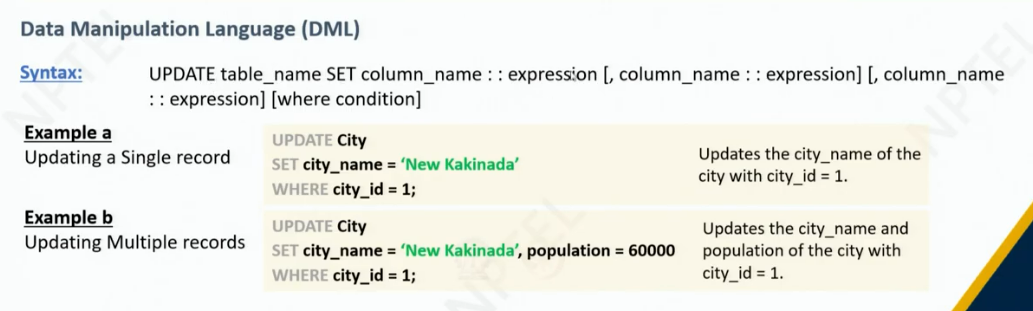 Data Manipulation Language (DML)
Syntax: UPDATE table_name SET column_name : : expression [, column_name : : expression] [, column_name
: : expression] [where condition]
Example a
Updating a Single record
UPDATE City
SET city_name = ‘New Kakinada’
WHERE city_id = 1;
Updates the city_name of the
city with city_id = 1.
Example b
Updating Multiple records
UPDATE City
SET city_name = ‘New Kakinada’, population = 60000
WHERE city_id = 1;
Updates the city_name and
population of the city with
city_id = 1.
NPTEL
NPTEL
NPTEL